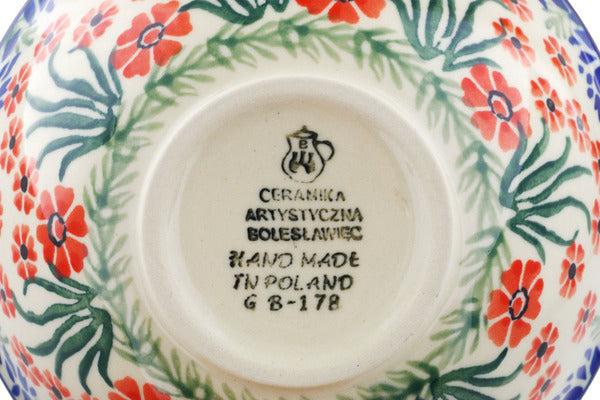 B
CERAMIKA
ARTYSTYCZNA
BOLESŁAWIEC
HAND MADE
IN POLAND
G B-178